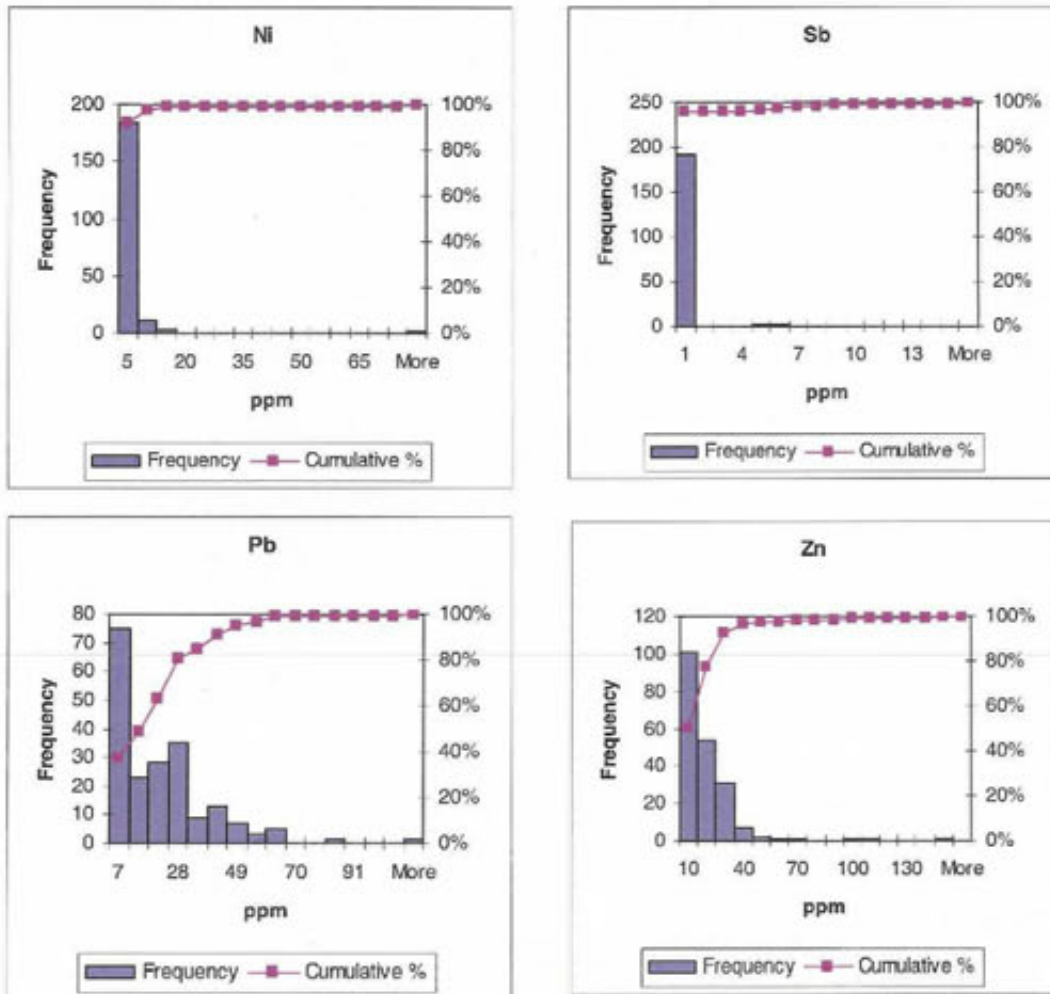 Ni
200
150
100
50
0
100%
80%
60%
40%
20%
0%
Frequency
5 20 35 50 65 More
ppm
Frequency Cumulative %
Sb
250
200
150
100
50
0
100%
80%
60%
40%
20%
0%
Frequency
1 4 7 10 13 More
ppm
Frequency Cumulative %
Pb
80
70
60
50
40
30
20
10
0
100%
80%
60%
40%
20%
0%
Frequency
7 28 49 70 91 More
ppm
Frequency Cumulative %
Zn
120
100
80
60
40
20
0
100%
80%
60%
40%
20%
0%
Frequency
10 40 70 100 130 More
ppm
Frequency Cumulative %